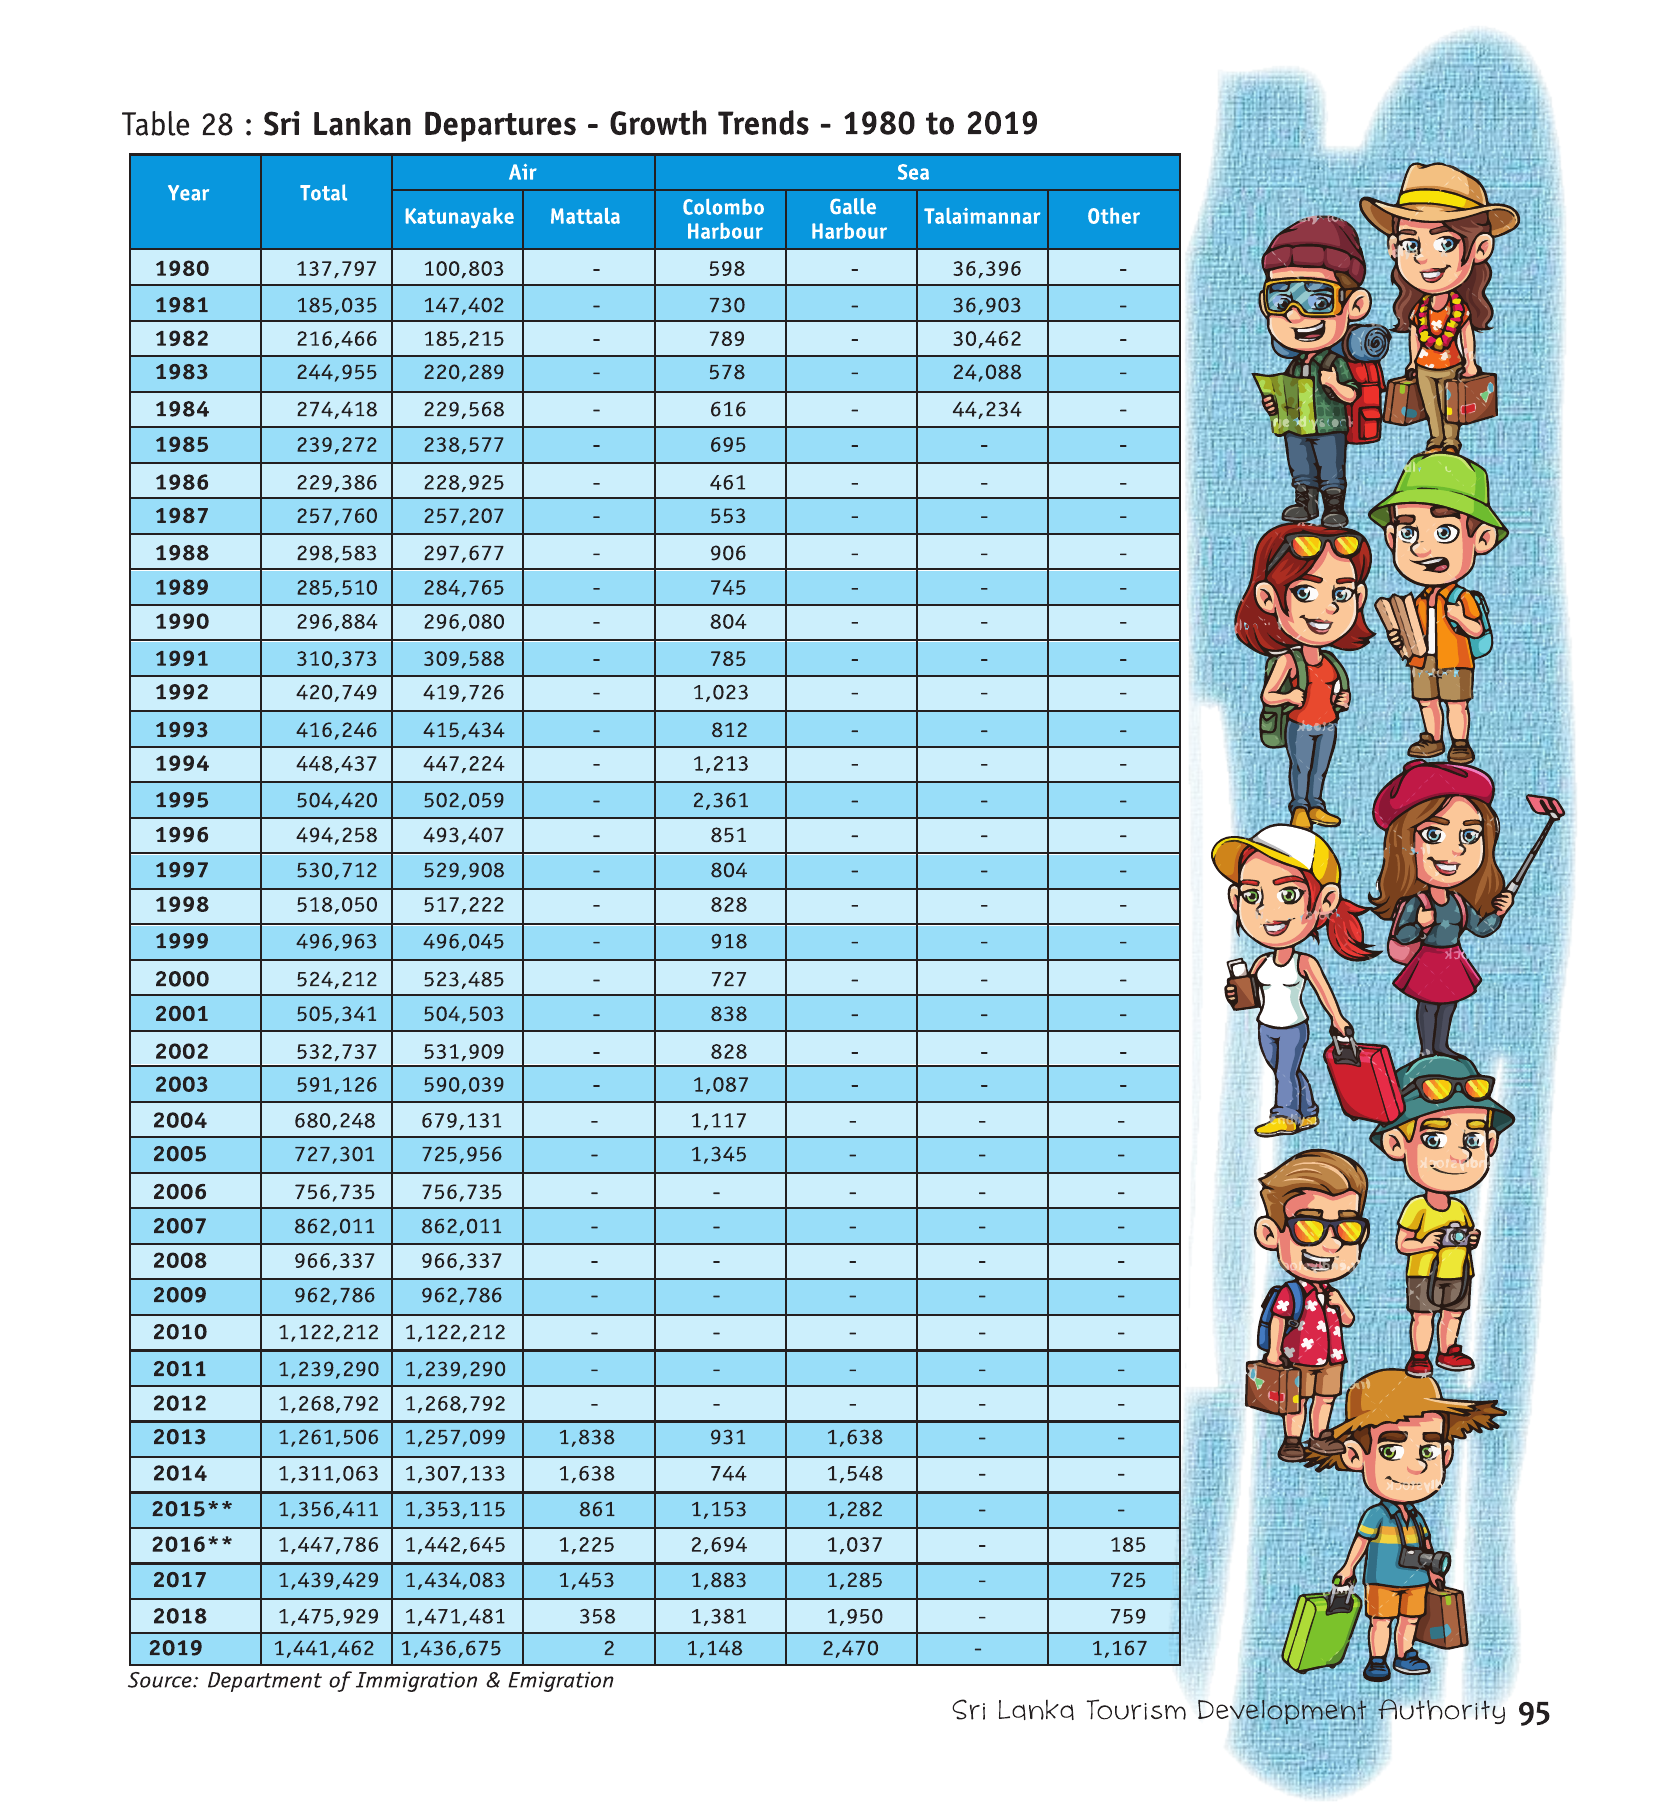 Table 28 : Sri Lankan Departures - Growth Trends - 1980 to 2019
Year Total Air Sea
Katunayake Mattala Colombo Harbour Galle Harbour Talaimannar Other
1980 137,797 100,803 - 598 - 36,396 -
1981 185,035 147,402 - 730 - 36,903 -
1982 216,466 185,215 - 789 - 30,462 -
1983 244,955 220,289 - 578 - 24,088 -
1984 274,418 229,568 - 616 - 44,234 -
1985 239,272 238,577 - 695 - - -
1986 229,386 228,925 - 461 - - -
1987 257,760 257,207 - 553 - - -
1988 298,583 297,677 - 906 - - -
1989 285,510 284,765 - 745 - - -
1990 296,884 296,080 - 804 - - -
1991 310,373 309,588 - 785 - - -
1992 420,749 419,726 - 1,023 - - -
1993 416,246 415,434 - 812 - - -
1994 448,437 447,224 - 1,213 - - -
1995 504,420 502,059 - 2,361 - - -
1996 494,258 493,407 - 851 - - -
1997 530,712 529,908 - 804 - - -
1998 518,050 517,222 - 828 - - -
1999 496,963 496,045 - 918 - - -
2000 524,212 523,485 - 727 - - -
2001 505,341 504,503 - 838 - - -
2002 532,737 531,909 - 828 - - -
2003 591,126 590,039 - 1,087 - - -
2004 680,248 679,131 - 1,117 - - -
2005 727,301 725,956 - 1,345 - - -
2006 756,735 756,735 - - - - -
2007 862,011 862,011 - - - - -
2008 966,337 966,337 - - - - -
2009 962,786 962,786 - - - - -
2010 1,122,212 1,122,212 - - - - -
2011 1,239,290 1,239,290 - - - - -
2012 1,268,792 1,268,792 - - - - -
2013 1,261,506 1,257,099 1,838 931 1,638 - -
2014 1,311,063 1,307,133 1,638 744 1,548 - -
2015** 1,356,411 1,353,115 861 1,153 1,282 - -
2016** 1,447,786 1,442,645 1,225 2,694 1,037 - 185
2017 1,439,429 1,434,083 1,453 1,883 1,285 - 725
2018 1,475,929 1,471,481 358 1,381 1,950 - 759
2019 1,441,462 1,436,675 2 1,148 2,470 - 1,167
Source: Department of Immigration & Emigration
Sri Lanka Tourism Development Authority 95